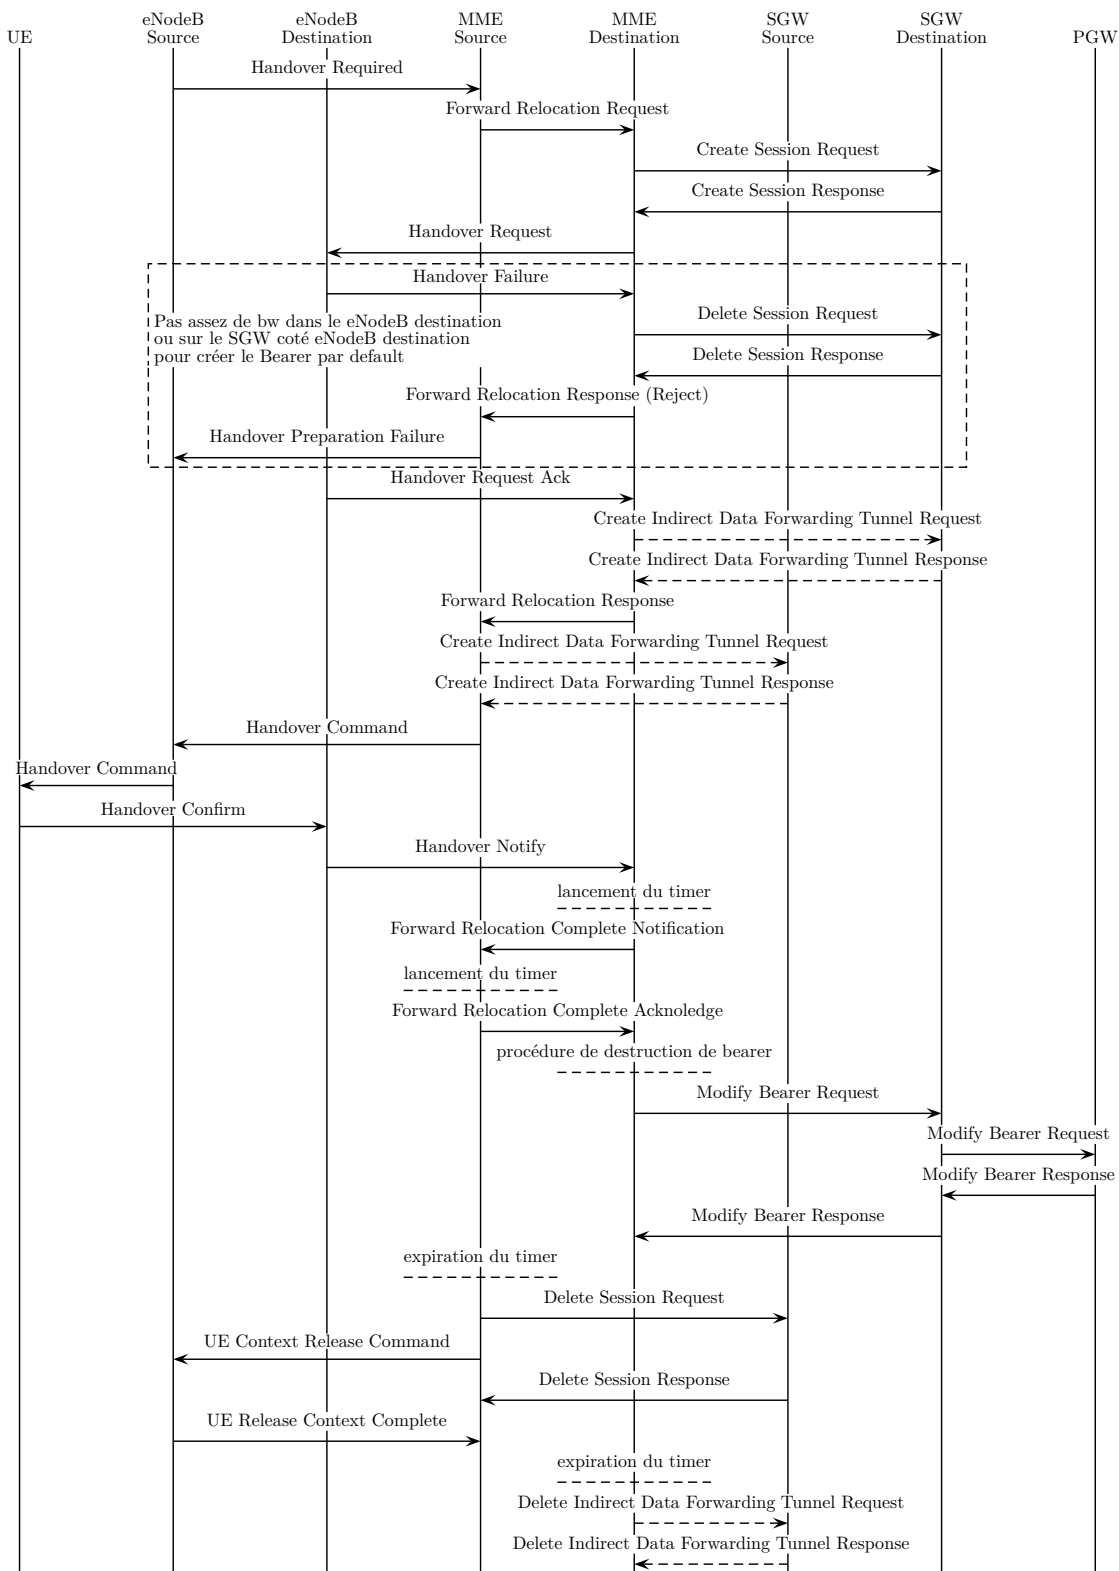 UE
eNodeB
Source
eNodeB
Destination
MME
Source
MME
Destination
SGW
Source
SGW
Destination
PGW
Handover Required
Forward Relocation Request
Create Session Request
Create Session Response
Handover Request
Handover Failure
Pas assez de bw dans le eNodeB destination
ou sur le SGW coté eNodeB destination
pour créer le Bearer par default
Delete Session Request
Delete Session Response
Forward Relocation Response (Reject)
Handover Preparation Failure
Handover Request Ack
Create Indirect Data Forwarding Tunnel Request
Create Indirect Data Forwarding Tunnel Response
Forward Relocation Response
Create Indirect Data Forwarding Tunnel Request
Create Indirect Data Forwarding Tunnel Response
Handover Command
Handover Command
Handover Confirm
Handover Notify
lancement du timer
Forward Relocation Complete Notification
lancement du timer
Forward Relocation Complete Acknoledge
procédure de destruction de bearer
Modify Bearer Request
Modify Bearer Request
Modify Bearer Response
Modify Bearer Response
expiration du timer
Delete Session Request
UE Context Release Command
Delete Session Response
UE Release Context Complete
expiration du timer
Delete Indirect Data Forwarding Tunnel Request
Delete Indirect Data Forwarding Tunnel Response